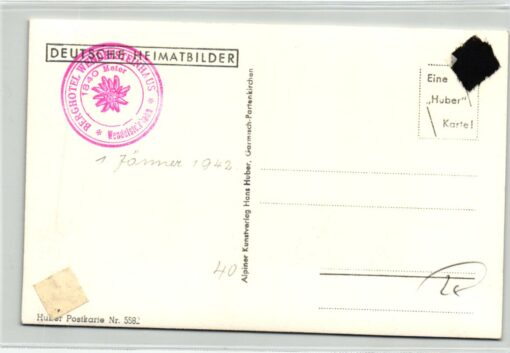 DEUTSCHE HEIMATBILDER
BERGHOTEL WENDELSTEINHAUS
1840 Meter
Eine
„Huber"
Karte!
1 Jänner 1942.
Alpiner Kunstverlag Hans Huber, Garmisch-Partenkirchen
40
Huber Postkarte Nr. 558